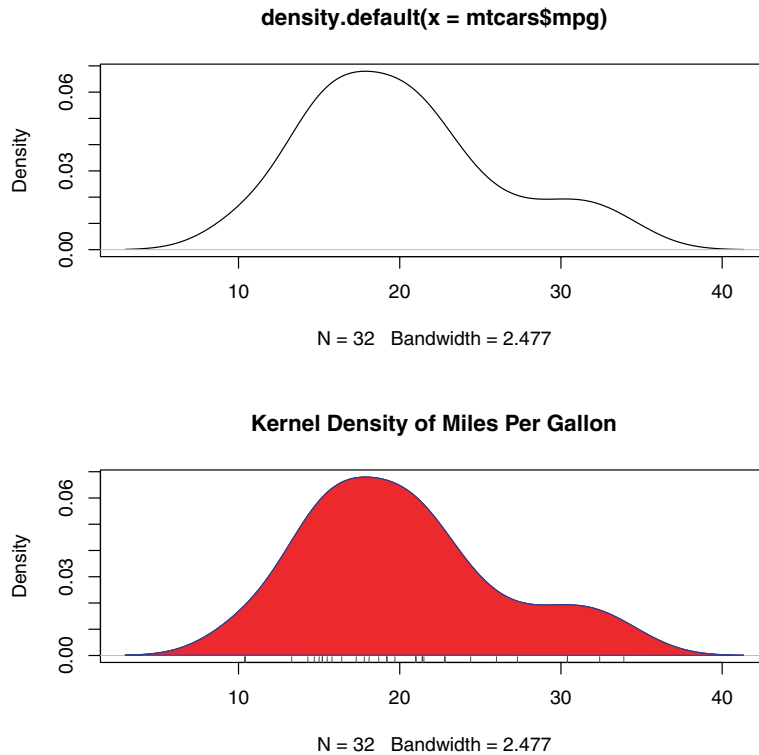 density.default(x = mtcars$mpg)
Density
0.06
0.03
0.00
10 20 30 40
N = 32 Bandwidth = 2.477
Kernel Density of Miles Per Gallon
Density
0.06
0.03
0.00
10 20 30 40
N = 32 Bandwidth = 2.477